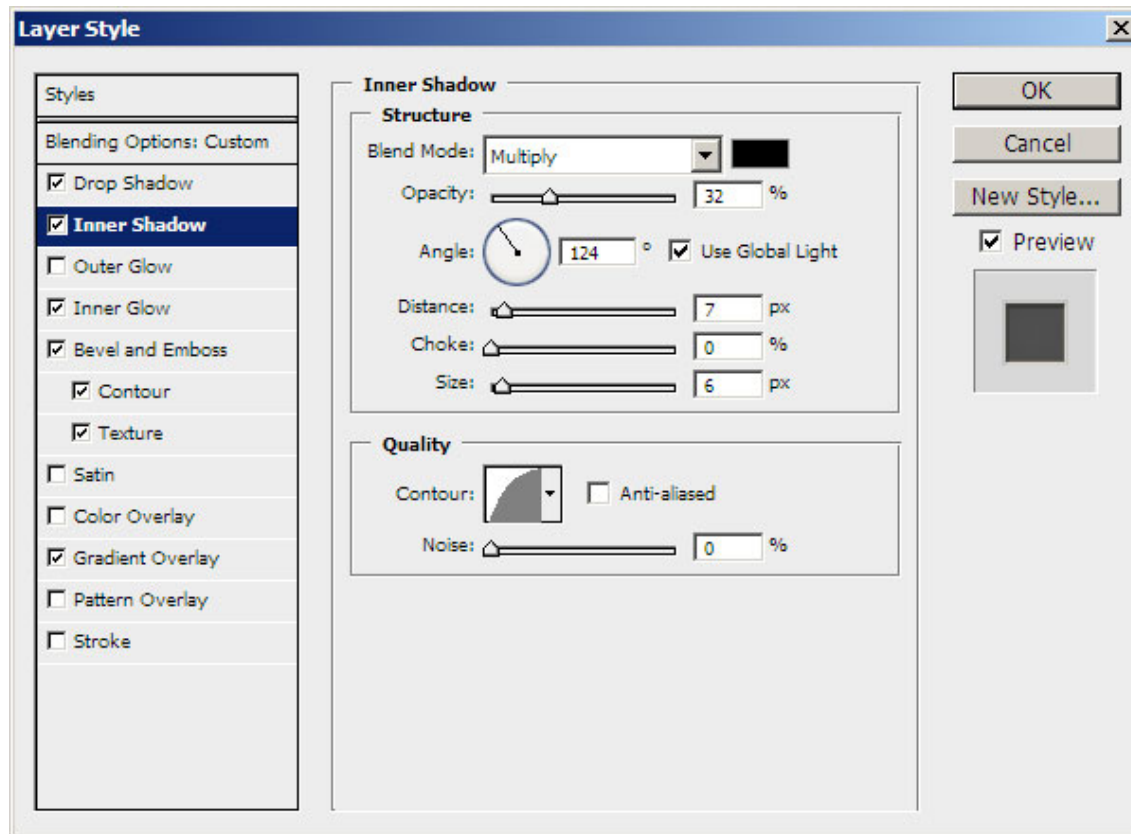 Layer Style
Styles
Blending Options: Custom
Drop Shadow
Inner Shadow
Outer Glow
Inner Glow
Bevel and Emboss
Contour
Texture
Satin
Color Overlay
Gradient Overlay
Pattern Overlay
Stroke
Inner Shadow
Structure
Blend Mode: Multiply
Opacity: 32 %
Angle: 124 ° Use Global Light
Distance: 7 px
Choke: 0 %
Size: 6 px
Quality
Contour: Anti-aliased
Noise: 0 %
OK
Cancel
New Style...
Preview